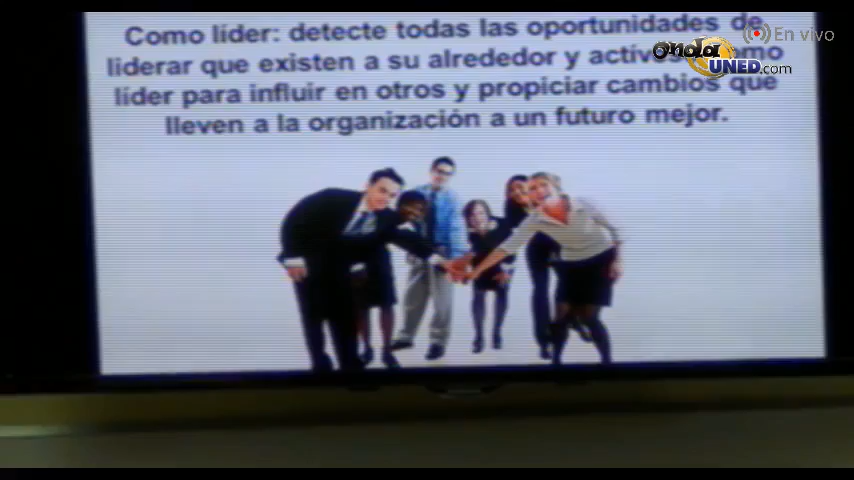 Como líder: detecte todas las oportunidades de
liderar que existen a su alrededor y
líder para influir en otros y propiciar cambios que
lleven a la organización a un futuro mejor.
En vivo
onda
UNED.com